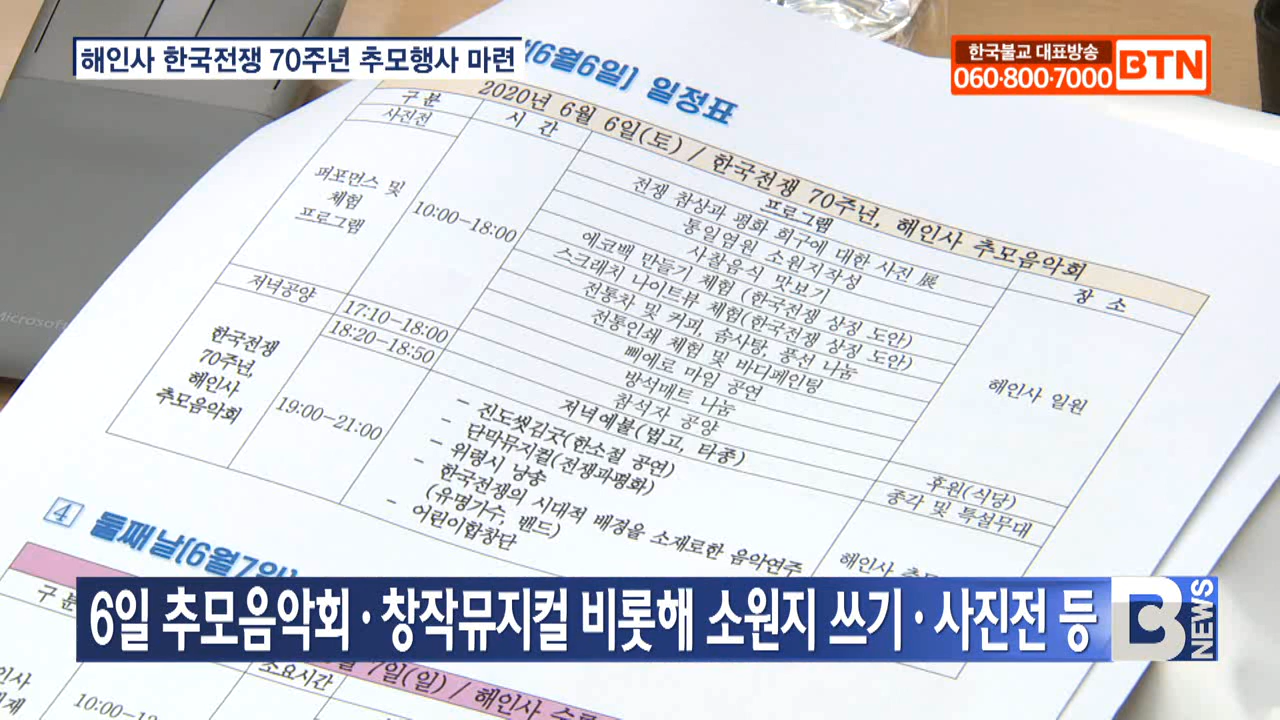 해인사 한국전쟁 70주년 추모행사 마련
한국불교 대표방송
060·800·7000
BTN
(6월6일) 일정표
2020년 6월 6일(토) / 한국전쟁 70주년, 해인사 추모음악회
구 분
시 간
프로그램
장 소
사진전
전쟁 참상과 평화 희구에 대한 사진 展
퍼포먼스 및
체험
프로그램
10:00-18:00
통일염원 소원지작성
사찰음식 맛보기
에코백 만들기 체험 (한국전쟁 상징 도안)
스크래치 나이트뷰 체험(한국전쟁 상징 도안)
전통차 및 커피, 솜사탕, 풍선 나눔
전통인쇄 체험 및 바디페인팅
삐에로 마임 공연
방석매트 나눔
해인사 일원
저녁공양
17:10-18:00
참석자 공양
후원(식당)
18:20-18:50
저녁예불(법고, 타종)
종각 및 특설무대
한국전쟁
70주년,
해인사
추모음악회
19:00-21:00
- 진도씻김굿(한소절 공연)
- 단막뮤지컬(전쟁과평화)
- 위령시 낭송
- 한국전쟁의 시대적 배경을 소재로한 음악연주
(유명가수, 밴드)
- 어린이합창단
해인사
4 둘째날(6월7일)
6일 추모음악회·창작뮤지컬 비롯해 소원지 쓰기·사진전 등
B NEWS
구 분
소요시간
7일(일) / 해인사
10:00-
Microsoft